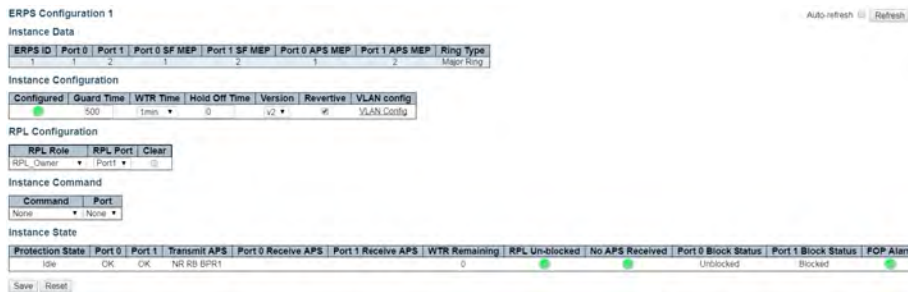 ERPS Configuration 1
Auto-refresh Refresh
Instance Data
ERPS ID Port 0 Port 1 Port 0 SF MEP Port 1 SF MEP Port 0 APS MEP Port 1 APS MEP Ring Type
1 1 2 1 2 1 2 Major Ring
Instance Configuration
Configured Guard Time WTR Time Hold Off Time Version Revertive VLAN config
500 1min 0 v2 VLAN Config
RPL Configuration
RPL Role RPL Port Clear
RPL_Owner Port1
Instance Command
Command Port
None None
Instance State
Protection State Port 0 Port 1 Transmit APS Port 0 Receive APS Port 1 Receive APS WTR Remaining RPL Un-blocked No APS Received Port 0 Block Status Port 1 Block Status FOP Alarm
Idle OK OK NR RB BPR1 0 Unblocked Blocked
Save Reset